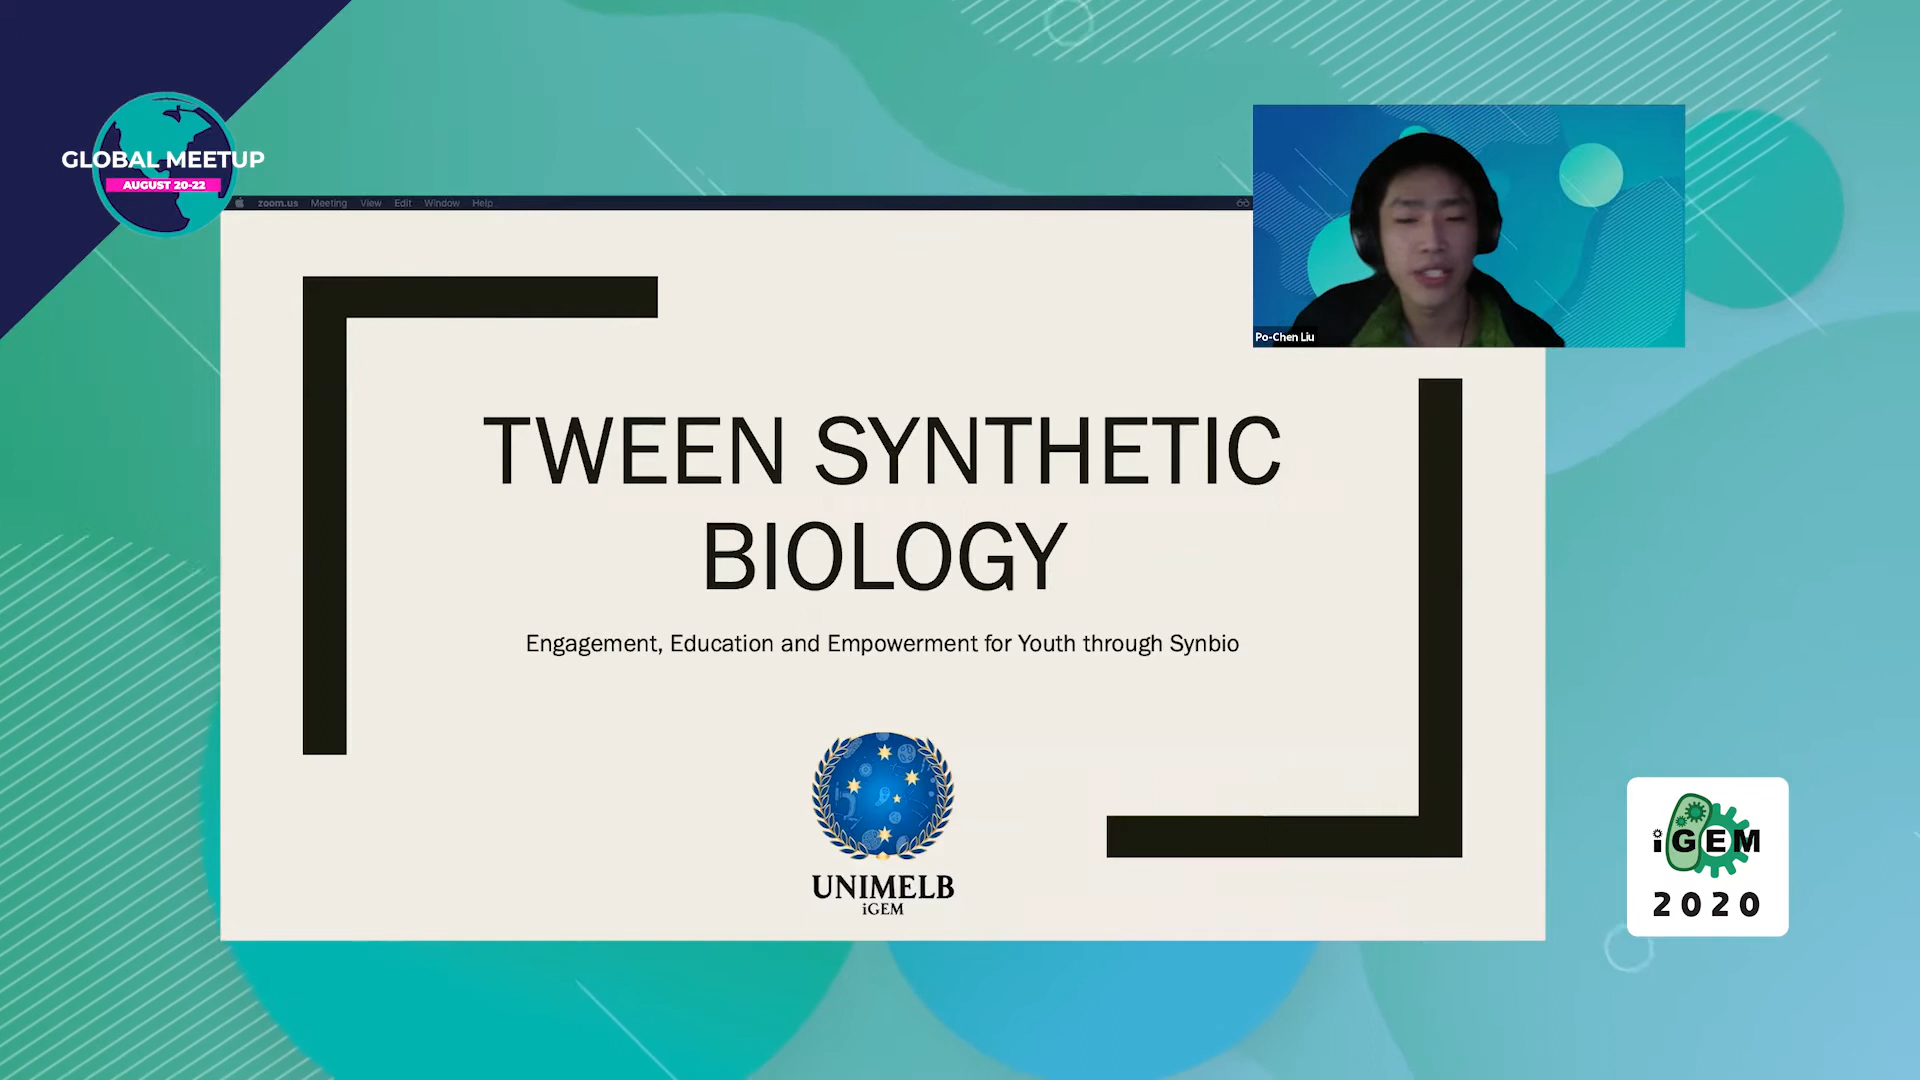 GLOBAL MEETUP
AUGUST 20-22
zoom.us Meeting View Edit Window Help
Po-Chen Liu
TWEEN SYNTHETIC
BIOLOGY
Engagement, Education and Empowerment for Youth through Synbio
UNIMELB
iGEM
iGEM
2020